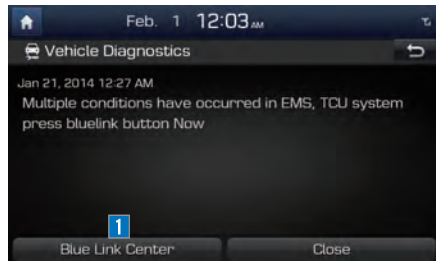 Feb. 1 12:03 AM
Vehicle Diagnostics
Jan 21, 2014 12:27 AM
Multiple conditions have occurred in EMS, TCU system
press bluelink button Now
1
Blue Link Center Close